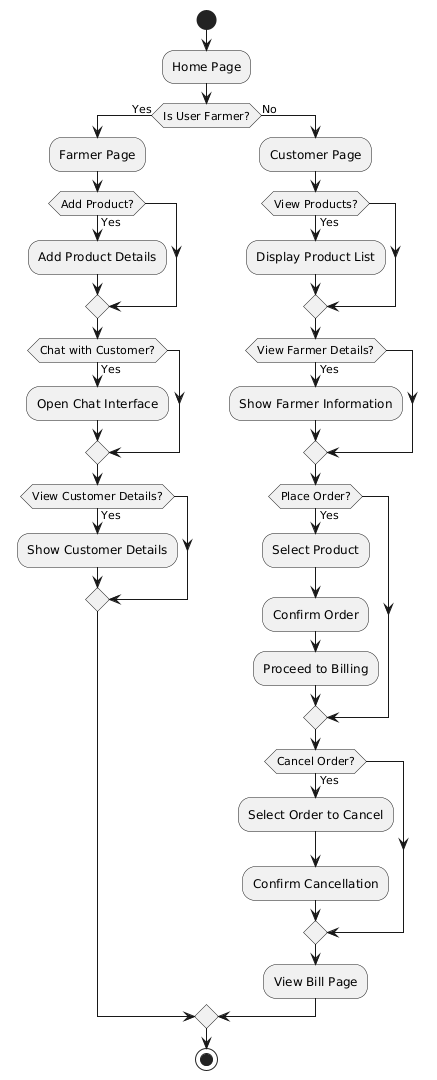 Home Page
Yes
Is User Farmer?
No
Farmer Page
Add Product?
Yes
Add Product Details
Chat with Customer?
Yes
Open Chat Interface
View Customer Details?
Yes
Show Customer Details
Customer Page
View Products?
Yes
Display Product List
View Farmer Details?
Yes
Show Farmer Information
Place Order?
Yes
Select Product
Confirm Order
Proceed to Billing
Cancel Order?
Yes
Select Order to Cancel
Confirm Cancellation
View Bill Page